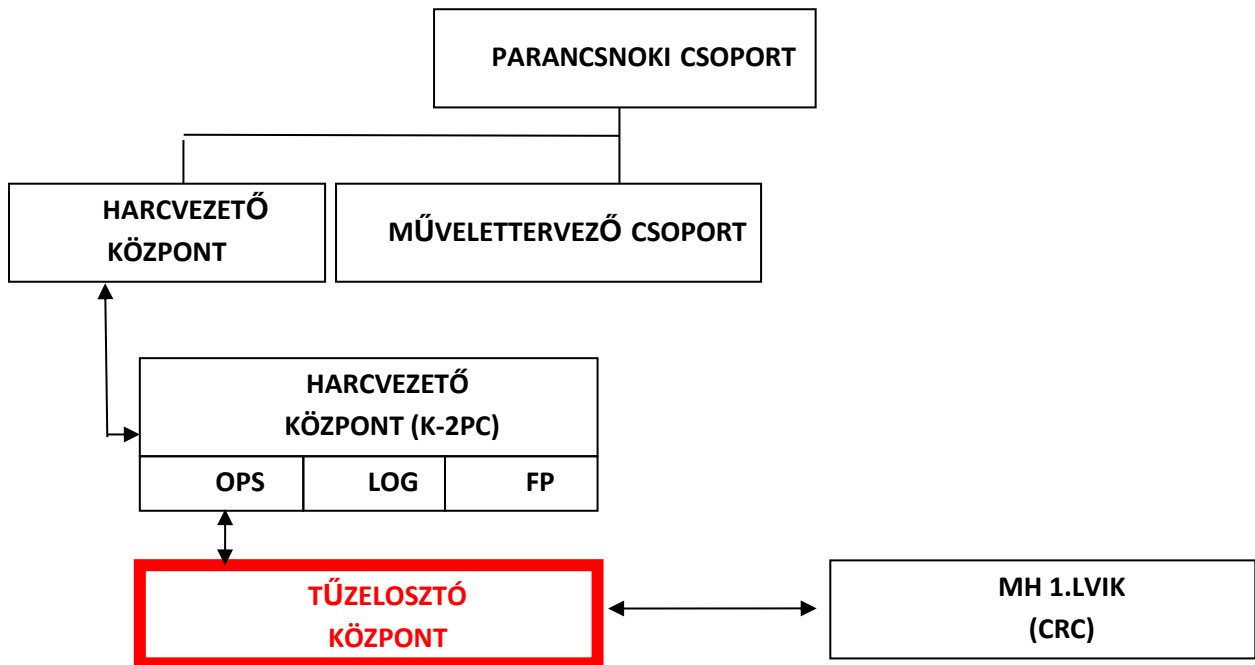 PARANCSNOKI CSOPORT
HARCVEZETŐ
KÖZPONT
MŰVELETTERVEZŐ CSOPORT
HARCVEZETŐ
KÖZPONT (K-2PC)
OPS LOG FP
TŰZELOSZTÓ
KÖZPONT
MH 1.LVIK
(CRC)